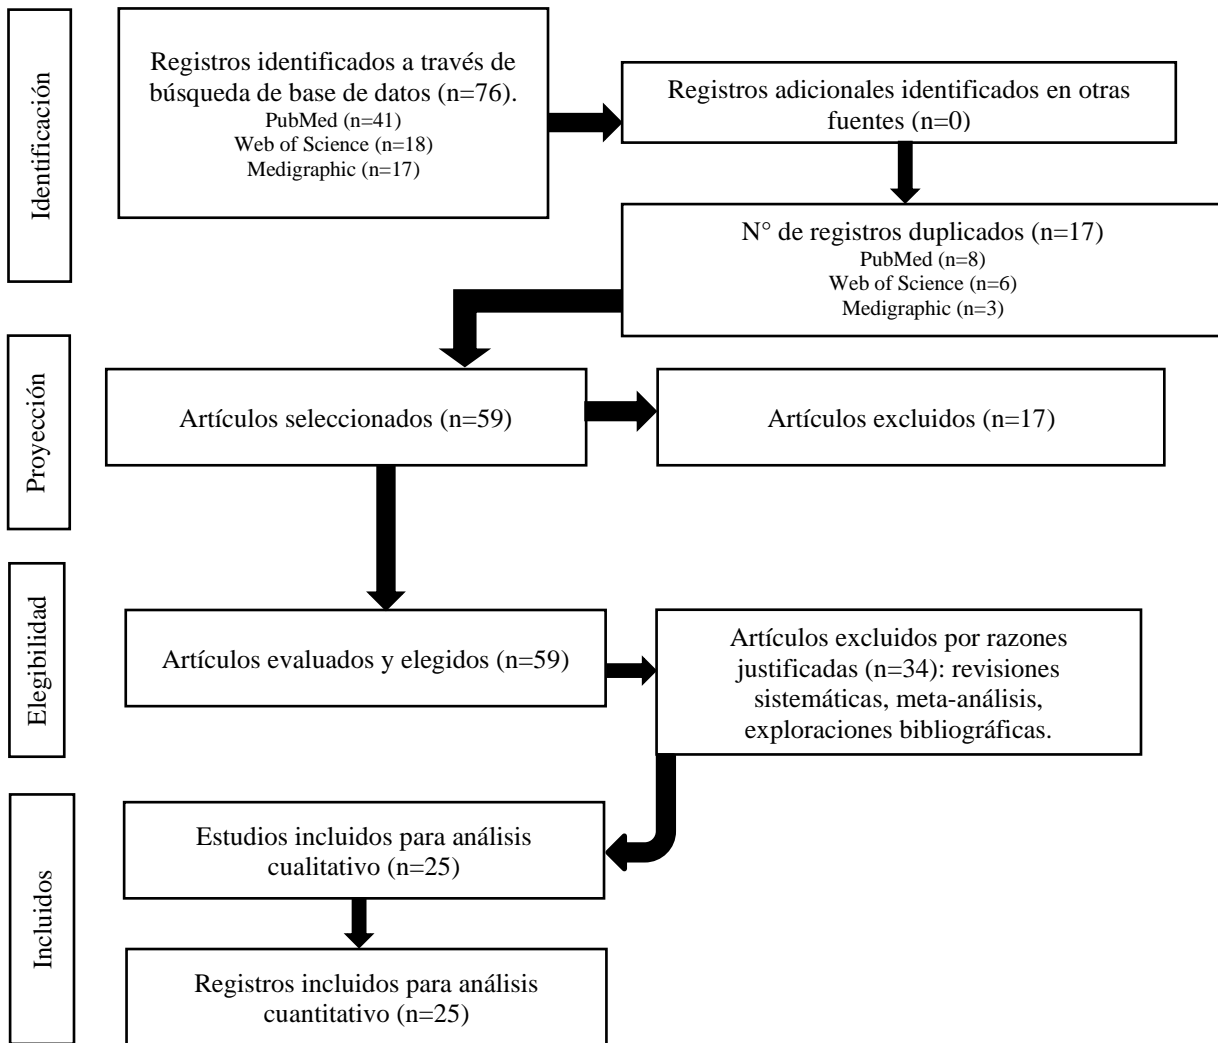 Identificación
Registros identificados a través de
búsqueda de base de datos (n=76).
PubMed (n=41)
Web of Science (n=18)
Medigraphic (n=17)
Registros adicionales identificados en otras
fuentes (n=0)
N° de registros duplicados (n=17)
PubMed (n=8)
Web of Science (n=6)
Medigraphic (n=3)
Proyección
Artículos seleccionados (n=59)
Artículos excluidos (n=17)
Elegibilidad
Artículos evaluados y elegidos (n=59)
Artículos excluidos por razones
justificadas (n=34): revisiones
sistemáticas, meta-análisis,
exploraciones bibliográficas.
Incluidos
Estudios incluidos para análisis
cualitativo (n=25)
Registros incluidos para análisis
cuantitativo (n=25)